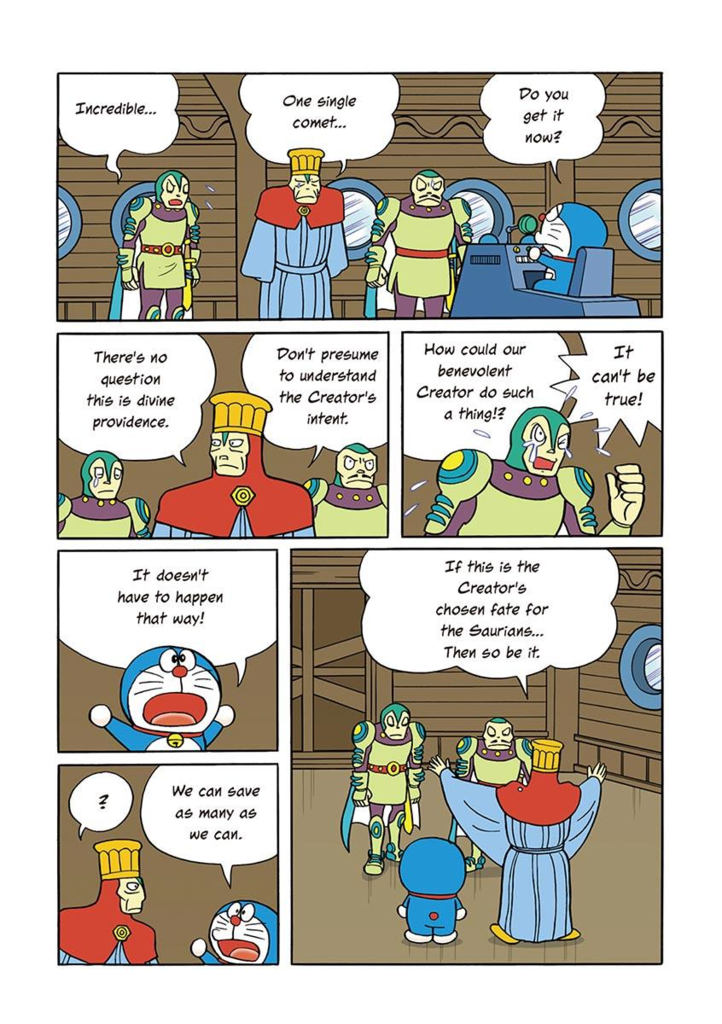 Incredible...
One single
comet...
Do you
get it
now?
There's no
question
this is divine
providence.
Don't presume
to understand
the Creator's
intent.
How could our
benevolent
Creator do such
a thing!?
It
can't be
true!
It doesn't
have to happen
that way!
If this is the
Creator's
chosen fate for
the Saurians...
Then so be it.
?
We can save
as many as
we can.